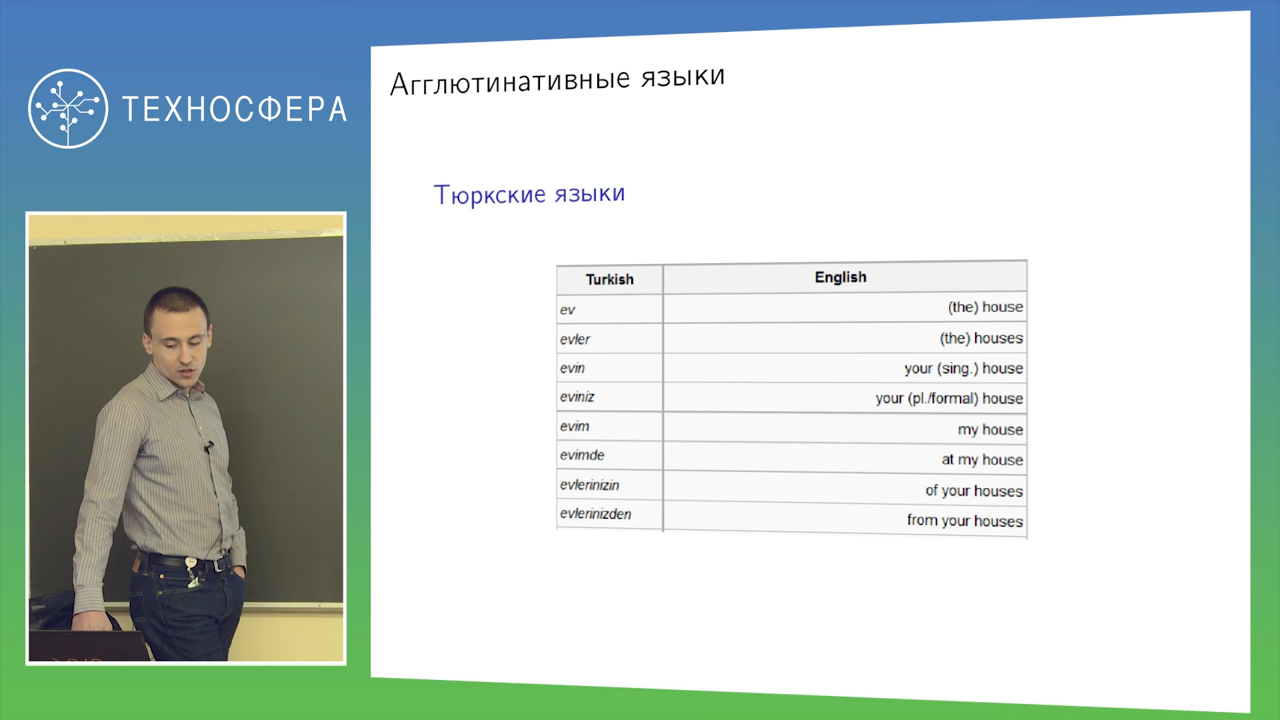 ТЕХНОСФЕРА
Агглютинативные языки
Тюркские языки
Turkish English
ev (the) house
evler (the) houses
evin your (sing.) house
eviniz your (pl./formal) house
evim my house
evimde at my house
evlerinizin of your houses
evlerinizden from your houses